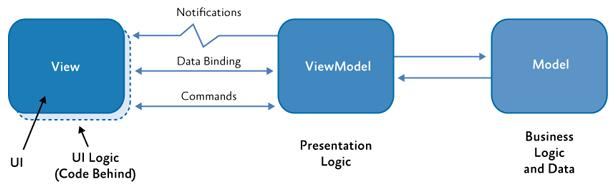 Notifications
View
Data Binding
ViewModel
Model
Commands
UI
UI Logic
(Code Behind)
Presentation
Logic
Business
Logic
and Data